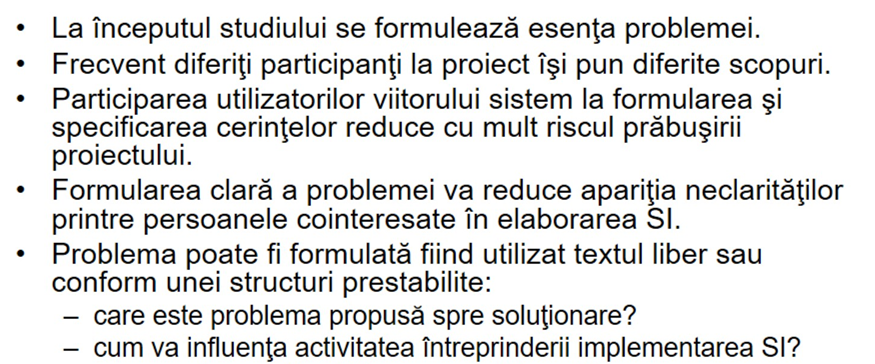 • La începutul studiului se formulează esenţa problemei.
• Frecvent diferiţi participanţi la proiect îşi pun diferite scopuri.
• Participarea utilizatorilor viitorului sistem la formularea şi
specificarea cerinţelor reduce cu mult riscul prăbuşirii
proiectului.
• Formularea clară a problemei va reduce apariţia neclarităţilor
printre persoanele cointeresate în elaborarea SI.
• Problema poate fi formulată fiind utilizat textul liber sau
conform unei structuri prestabilite:
– care este problema propusă spre soluţionare?
– cum va influenţa activitatea întreprinderii implementarea SI?